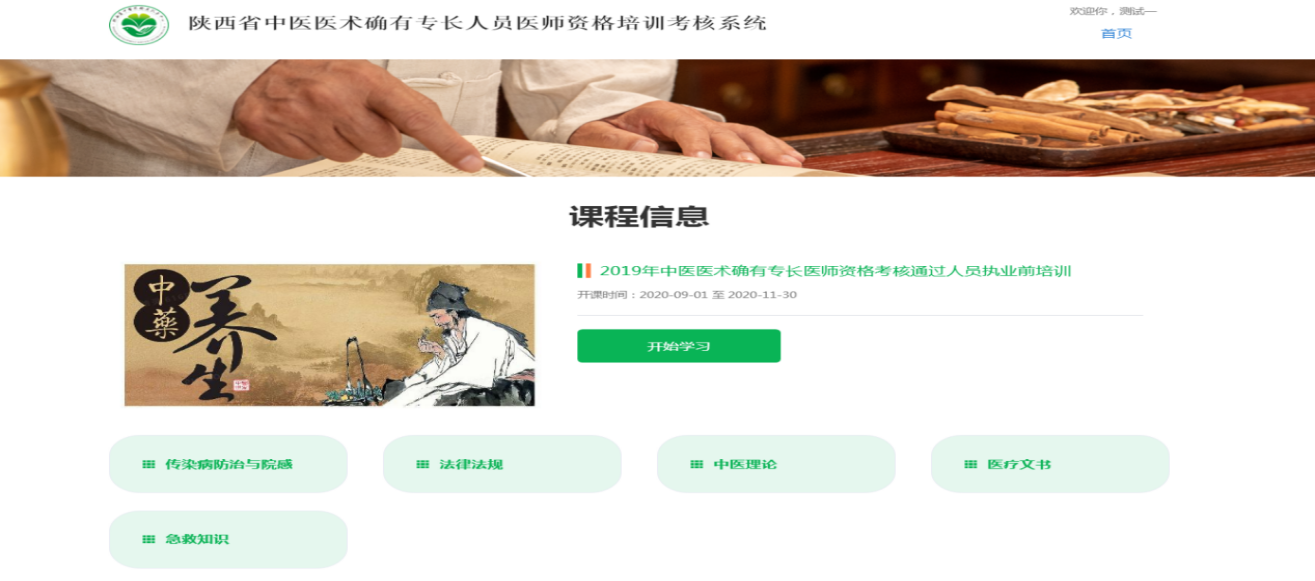 陕西省中医医术确有专长人员医师资格培训考核系统
欢迎你，测试一
首页
课程信息
中藥
养生
2019年中医医术确有专长医师资格考核通过人员执业前培训
开课时间：2020-09-01 至 2020-11-30
开始学习
传染病防治与院感
法律法规
中医理论
医疗文书
急救知识